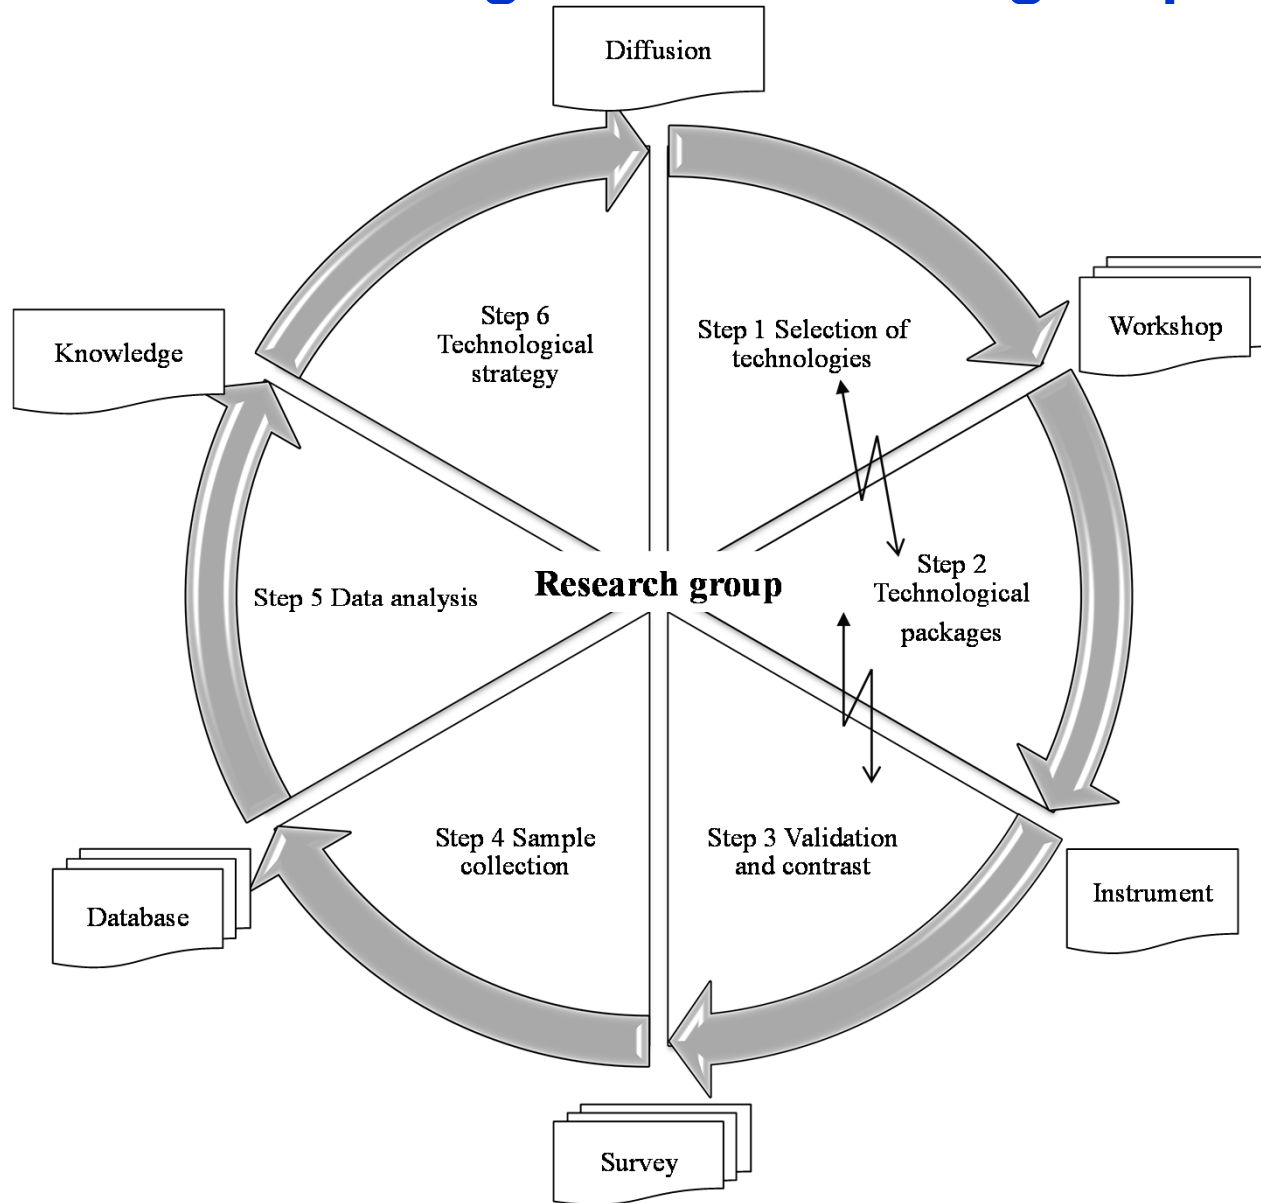 Diffusion
Step 1 Selection of
technologies
Workshop
Step 2
Technological
packages
Instrument
Step 3 Validation
and contrast
Survey
Step 4 Sample
collection
Database
Step 5 Data analysis
Knowledge
Step 6
Technological
strategy
Research group